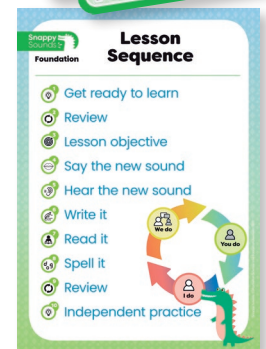 Snappy
Sounds
Foundation
Lesson
Sequence
Get ready to learn
Review
Lesson objective
Say the new sound
Hear the new sound
Write it
Read it
Spell it
Review
Independent practice
We do
You do
I do